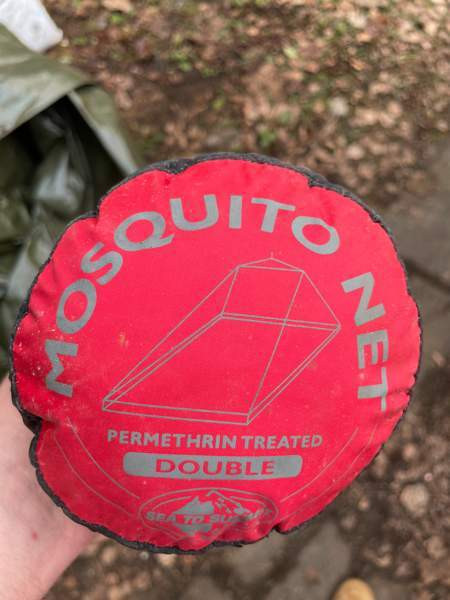 MOSQUITO NET
PERMETHRIN TREATED
DOUBLE
SEA TO SUMMIT